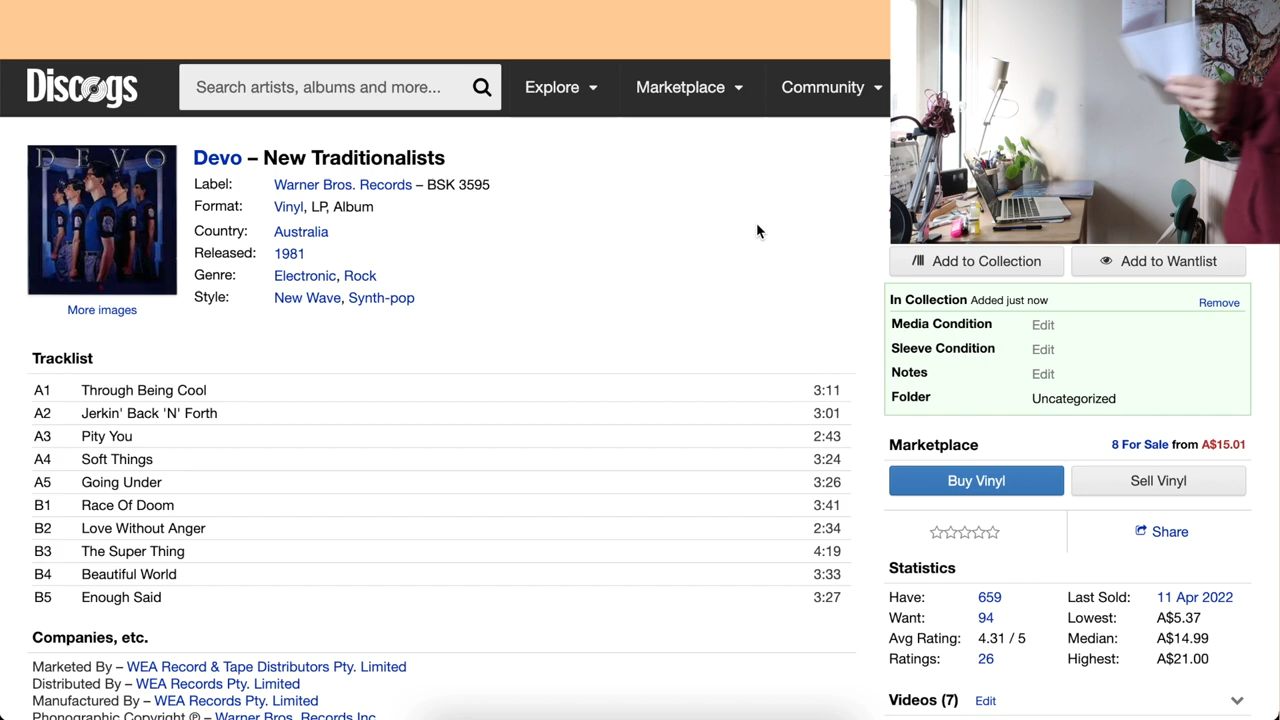 Discogs
Search artists, albums and more...
Explore
Marketplace
Community
DEVO
Devo – New Traditionalists
Label: Warner Bros. Records – BSK 3595
Format: Vinyl, LP, Album
Country: Australia
Released: 1981
Genre: Electronic, Rock
Style: New Wave, Synth-pop
More images
Tracklist
A1 Through Being Cool 3:11
A2 Jerkin' Back 'N' Forth 3:01
A3 Pity You 2:43
A4 Soft Things 3:24
A5 Going Under 3:26
B1 Race Of Doom 3:41
B2 Love Without Anger 2:34
B3 The Super Thing 4:19
B4 Beautiful World 3:33
B5 Enough Said 3:27
Companies, etc.
Marketed By – WEA Record & Tape Distributors Pty. Limited
Distributed By – WEA Records Pty. Limited
Manufactured By – WEA Records Pty. Limited
Phonographic Copyright ℗ – Warner Bros. Records Inc.
Add to Collection
Add to Wantlist
In Collection Added just now
Remove
Media Condition Edit
Sleeve Condition Edit
Notes Edit
Folder Uncategorized
Marketplace
8 For Sale from A$15.01
Buy Vinyl
Sell Vinyl
Share
Statistics
Have: 659
Last Sold: 11 Apr 2022
Want: 94
Lowest: A$5.37
Avg Rating: 4.31 / 5
Median: A$14.99
Ratings: 26
Highest: A$21.00
Videos (7) Edit